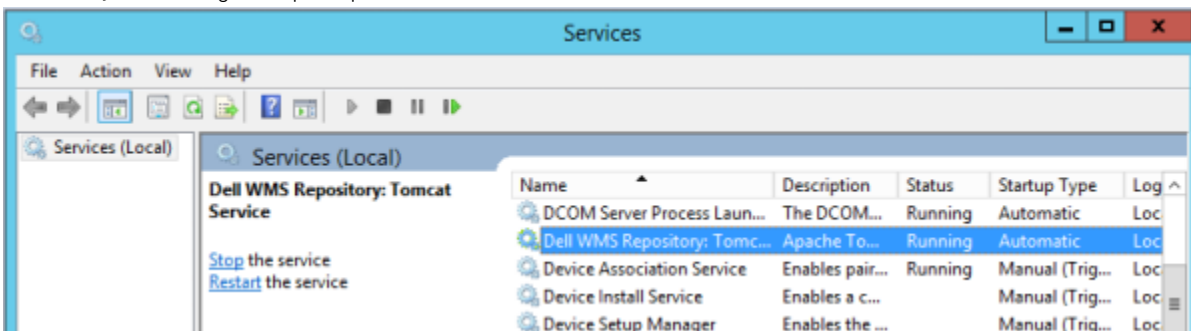 Services
File Action View Help
Services (Local)
Services (Local)
Dell WMS Repository: Tomcat
Service
Stop the service
Restart the service
Name Description Status Startup Type Log
DCOM Server Process Laun... The DCOM... Running Automatic Loc
Dell WMS Repository: Tomc... Apache To... Running Automatic Loc
Device Association Service Enables pair... Running Manual (Trig... Loc
Device Install Service Enables a c... Manual (Trig... Loc
Device Setup Manager Enables the ... Manual (Trig... Loc